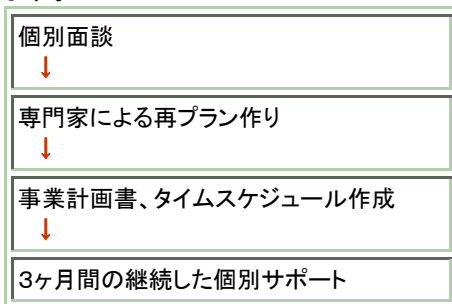 個別面談
↓
専門家による再プラン作り
↓
事業計画書、タイムスケジュール作成
↓
３ヶ月間の継続した個別サポート